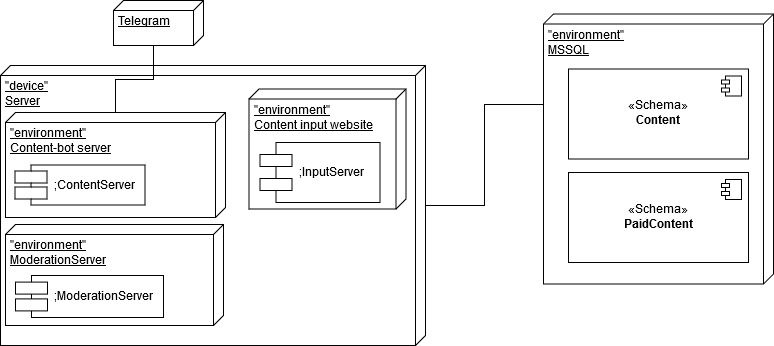 Telegram
"device"
Server
"environment"
Content-bot server
;ContentServer
"environment"
Content input website
;InputServer
"environment"
ModerationServer
;ModerationServer
"environment"
MSSQL
«Schema»
Content
«Schema»
PaidContent